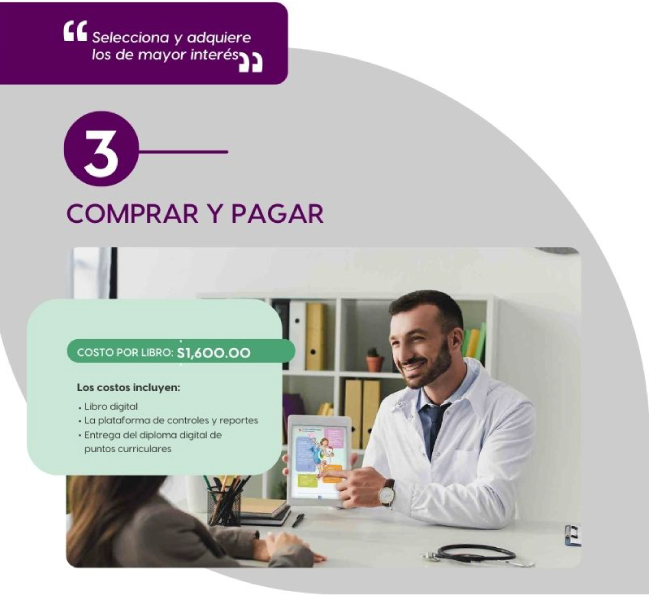 “ Selecciona y adquiere
los de mayor interés ”
3
COMPRAR Y PAGAR
COSTO POR LIBRO: $1,600.00
Los costos incluyen:
• Libro digital
• La plataforma de controles y reportes
• Entrega del diploma digital de
puntos curriculares